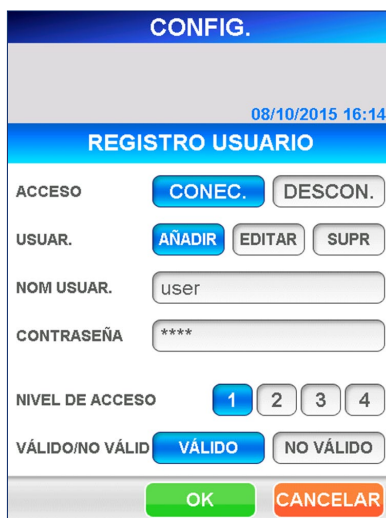 CONFIG.
08/10/2015 16:14
REGISTRO USUARIO
ACCESO CONEC. DESCON.
USUAR. AÑADIR EDITAR SUPR
NOM USUAR. user
CONTRASEÑA ****
NIVEL DE ACCESO 1 2 3 4
VÁLIDO/NO VÁLID VÁLIDO NO VÁLIDO
OK CANCELAR